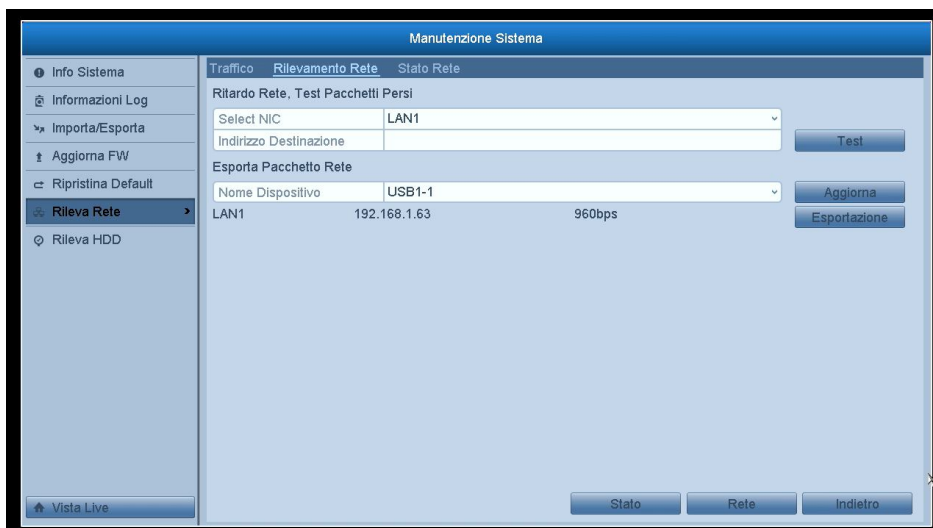 Manutenzione Sistema
Info Sistema
Informazioni Log
Importa/Esporta
Aggiorna FW
Ripristina Default
Rileva Rete
Rileva HDD
Vista Live
Traffico Rilevamento Rete Stato Rete
Ritardo Rete, Test Pacchetti Persi
Select NIC LAN1
Indirizzo Destinazione Test
Esporta Pacchetto Rete
Nome Dispositivo USB1-1 Aggiorna
LAN1 192.168.1.63 960bps Esportazione
Stato Rete Indietro